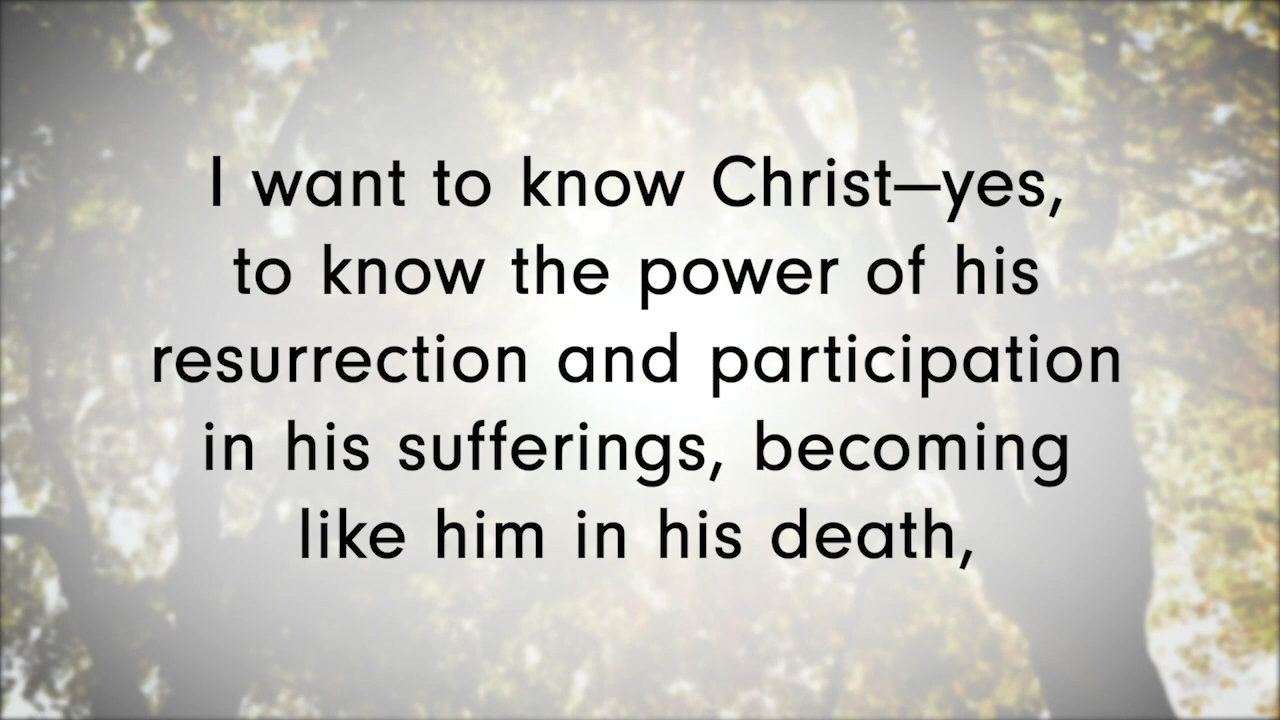 I want to know Christ—yes,
to know the power of his
resurrection and participation
in his sufferings, becoming
like him in his death,